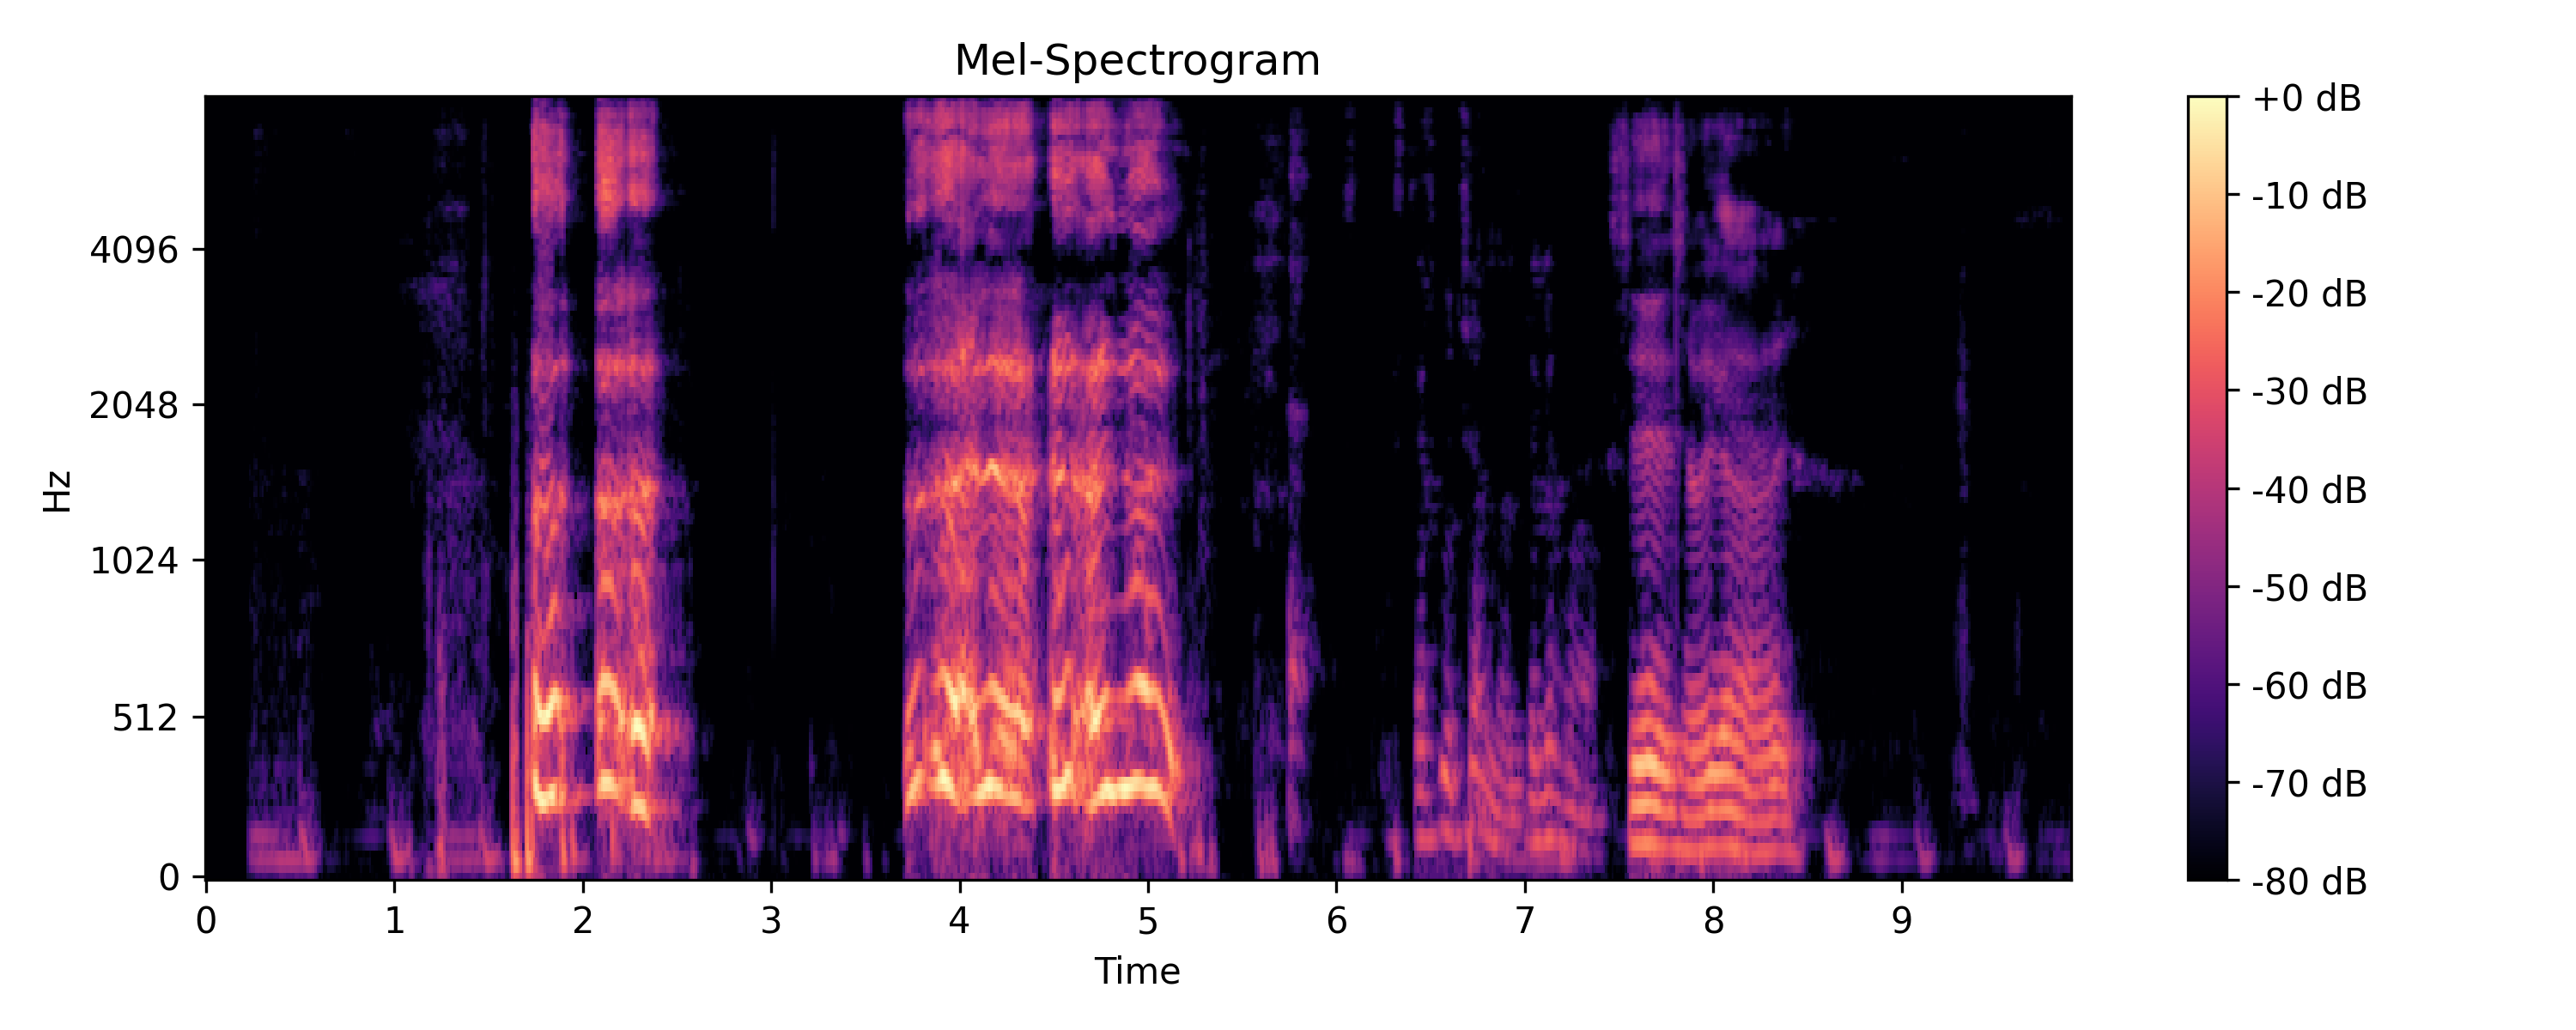 Mel-Spectrogram
Hz
4096
2048
1024
512
0
0 1 2 3 4 5 6 7 8 9
Time
+0 dB
-10 dB
-20 dB
-30 dB
-40 dB
-50 dB
-60 dB
-70 dB
-80 dB